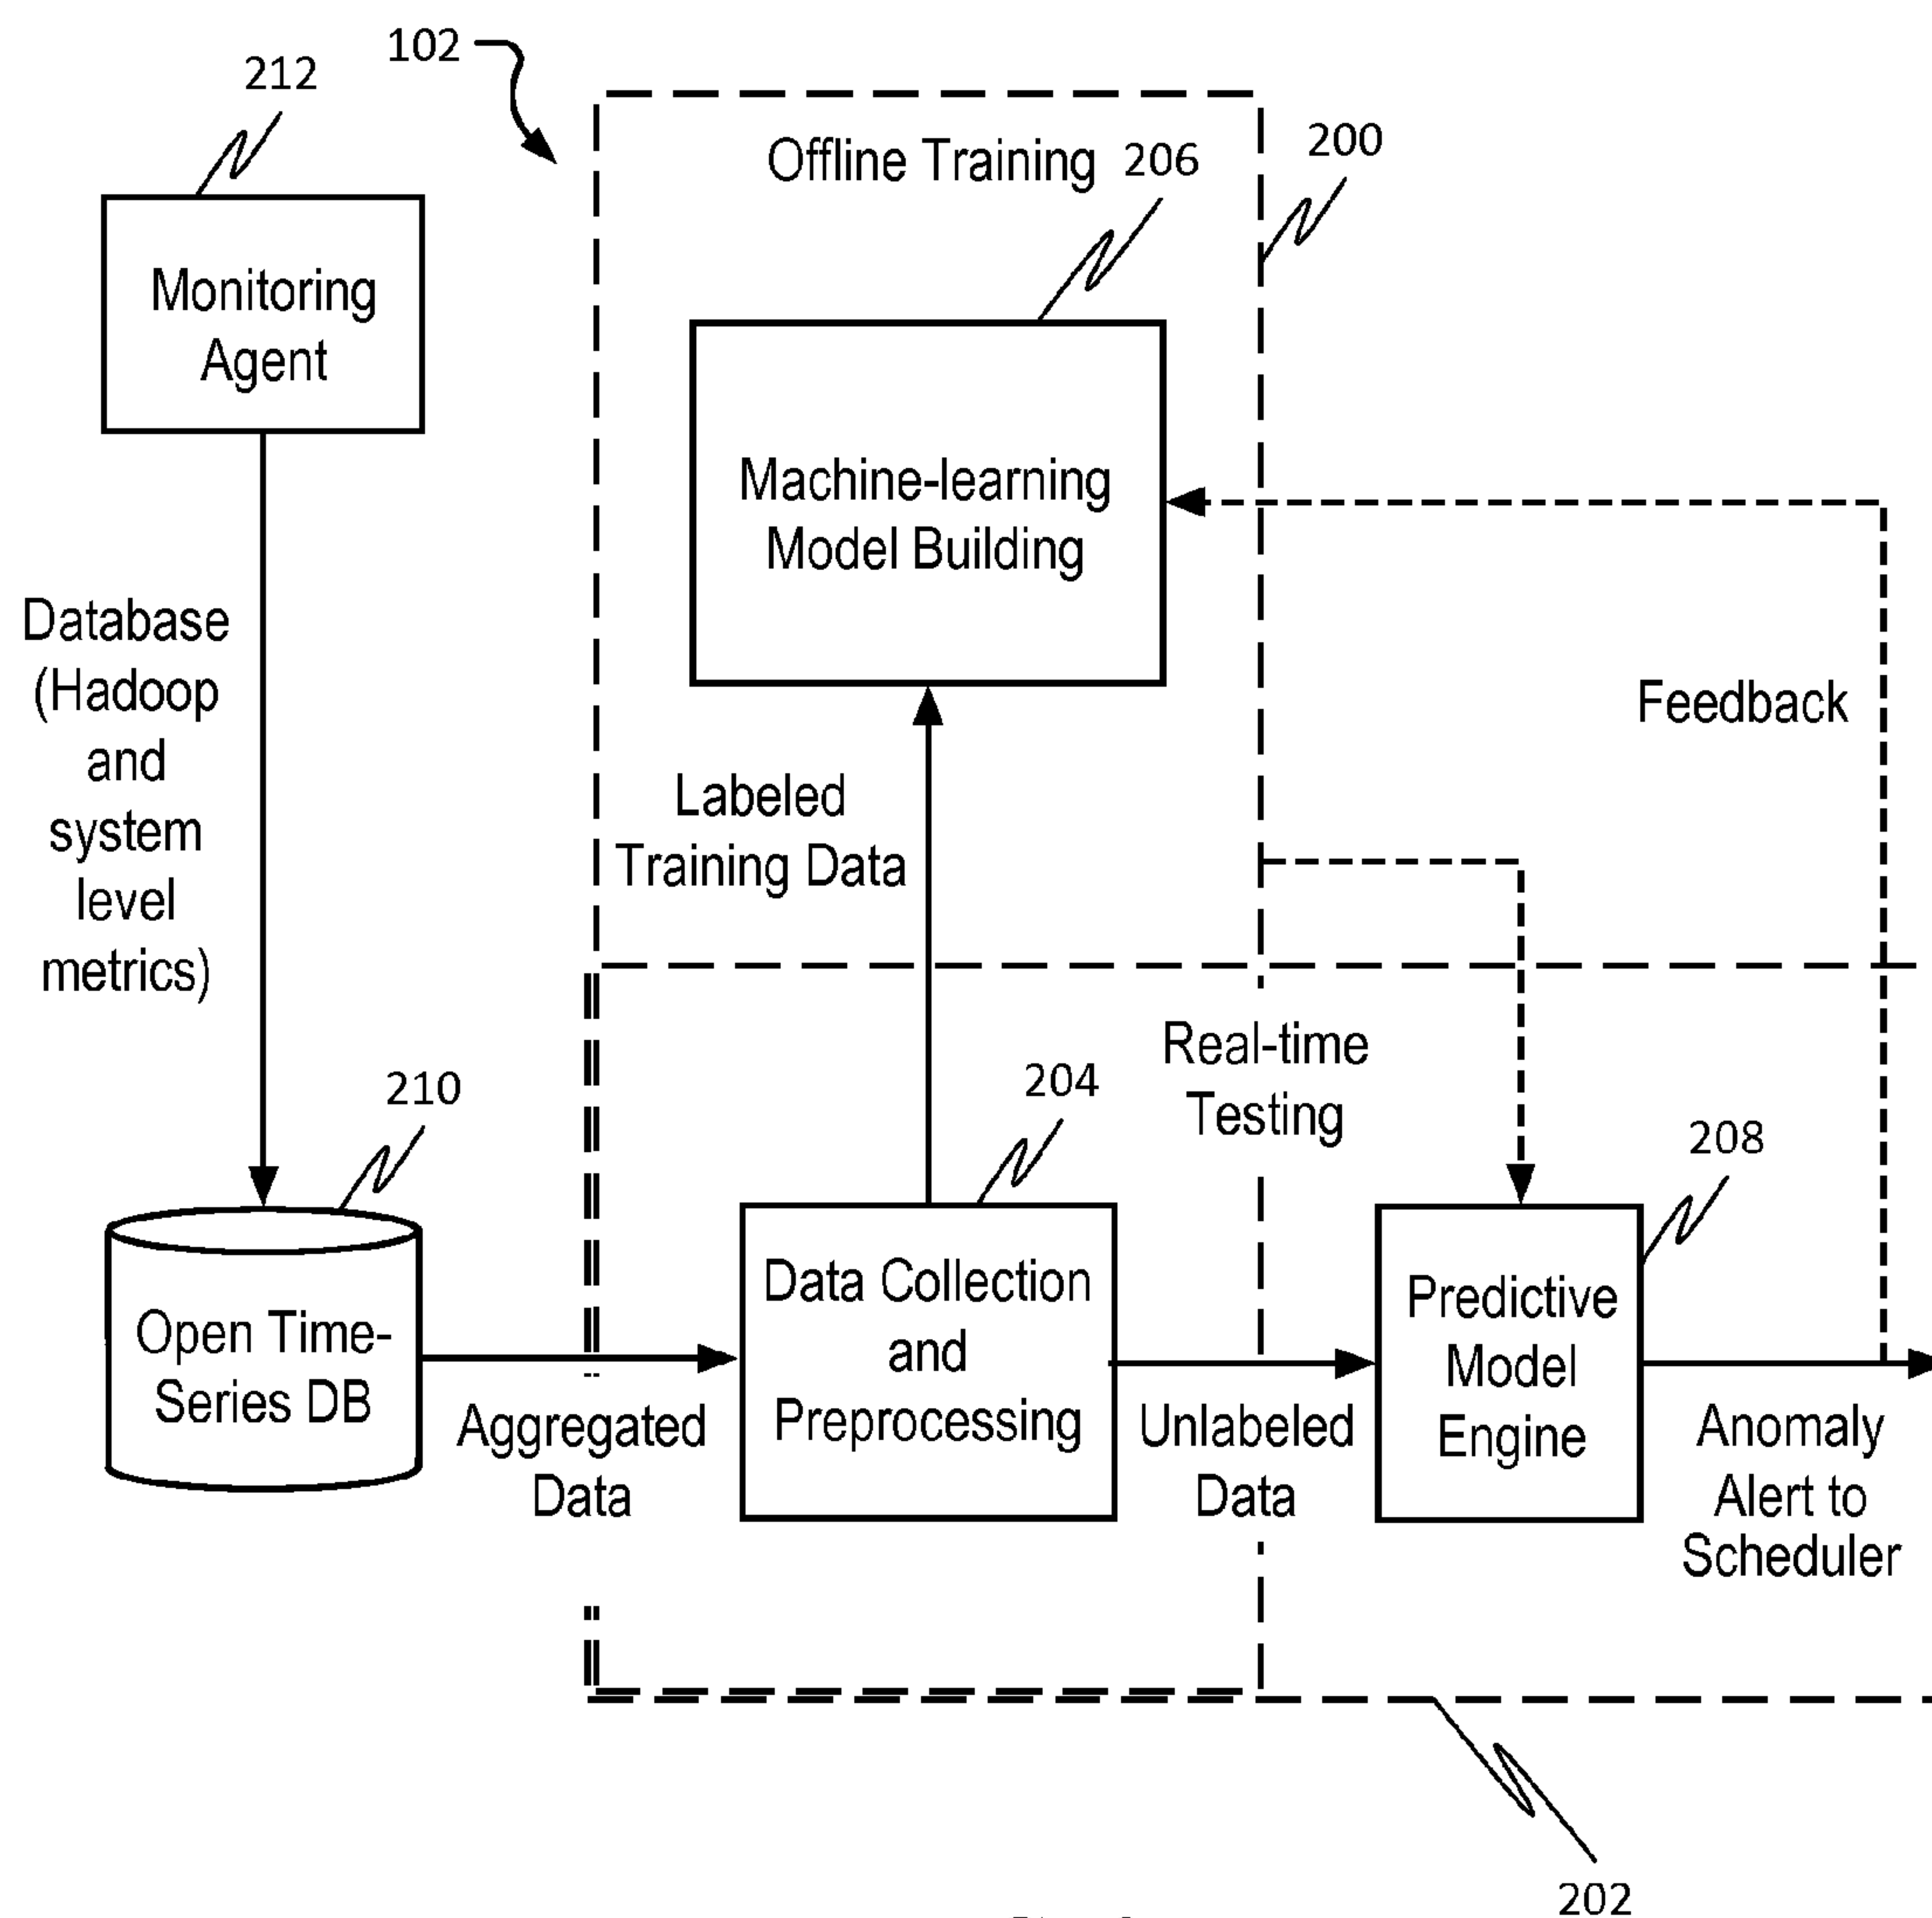 102
212
Offline Training
206
200
Monitoring
Agent
Machine-learning
Model Building
Database
(Hadoop
and
system
level
metrics)
Feedback
Labeled
Training Data
Real-time
Testing
210
204
208
Open Time-
Series DB
Data Collection
and
Preprocessing
Predictive
Model
Engine
Aggregated
Data
Unlabeled
Data
Anomaly
Alert to
Scheduler
202